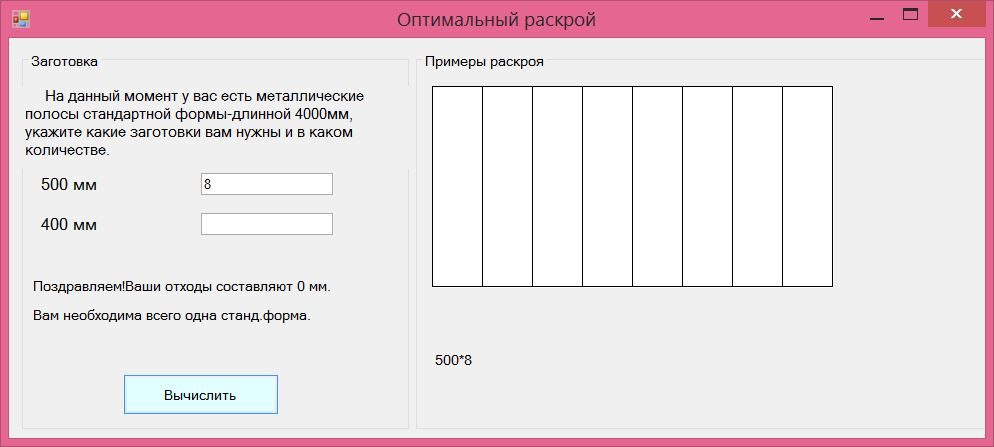 Оптимальный раскрой
Заготовка
На данный момент у вас есть металлические
полосы стандартной формы-длинной 4000мм,
укажите какие заготовки вам нужны и в каком
количестве.
500 мм
8
400 мм
Поздравляем!Ваши отходы составляют 0 мм.
Вам необходима всего одна станд.форма.
Вычислить
Примеры раскроя
500*8